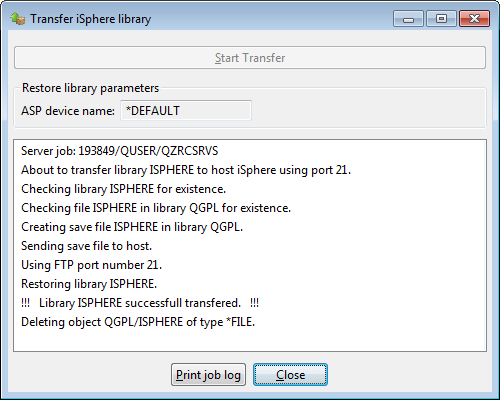 Transfer iSphere library
Start Transfer
Restore library parameters
ASP device name: *DEFAULT
Server job: 193849/QUSER/QZRCSRVS
About to transfer library ISPHERE to host iSphere using port 21.
Checking library ISPHERE for existence.
Checking file ISPHERE in library QGPL for existence.
Creating save file ISPHERE in library QGPL.
Sending save file to host.
Using FTP port number 21.
Restoring library ISPHERE.
!!!   Library ISPHERE successfull transfered.   !!!
Deleting object QGPL/ISPHERE of type *FILE.
Print job log Close